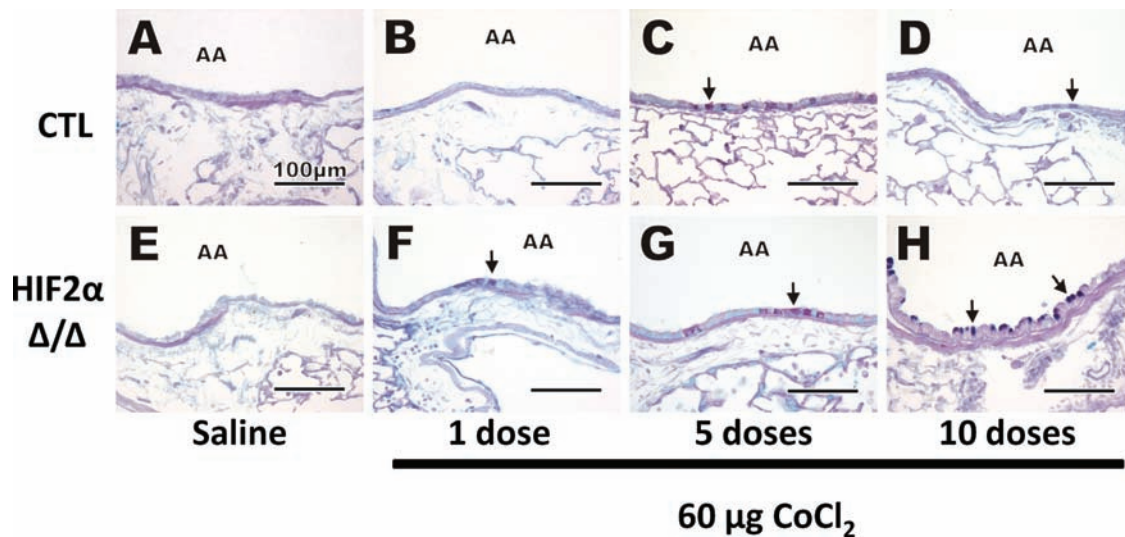 A AA B AA C AA D AA
CTL
100µm
E AA F AA G AA H AA
HIF2α
Δ/Δ
Saline 1 dose 5 doses 10 doses
60 µg CoCl₂